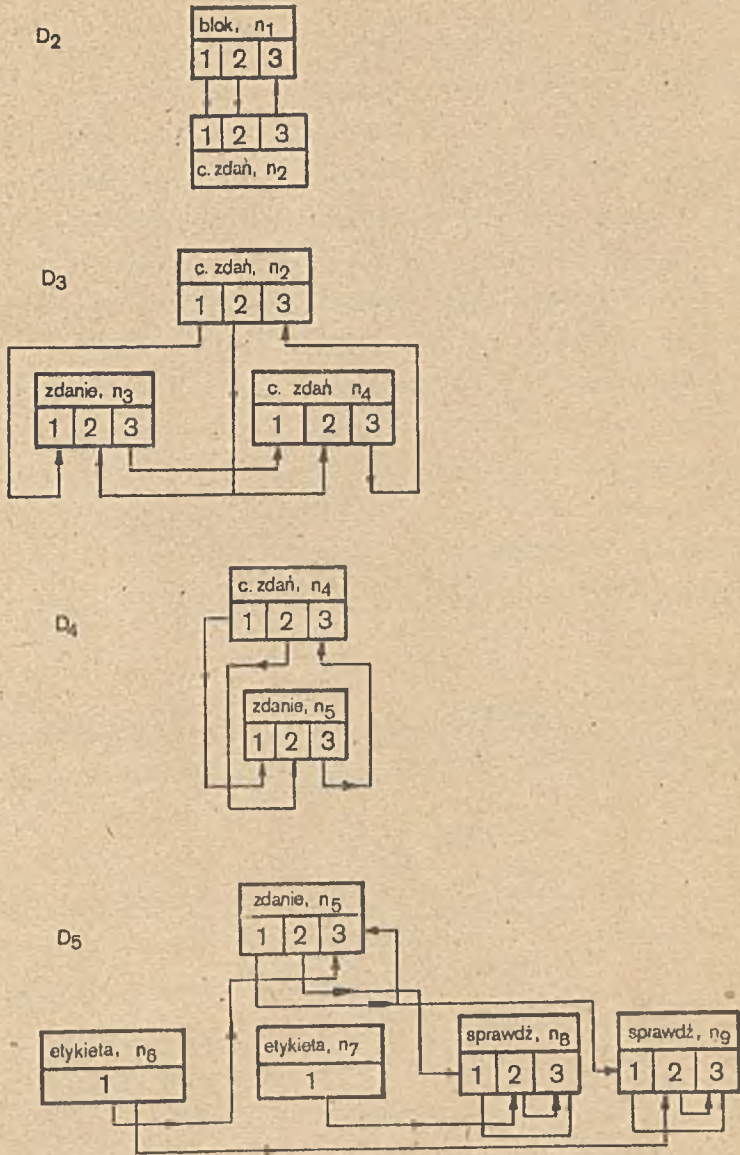 D2
blok, n1
1 2 3
1 2 3
c. zdań, n2
D3
c. zdań, n2
1 2 3
zdanie, n3
1 2 3
c. zdań n4
1 2 3
D4
c. zdań, n4
1 2 3
zdanie, n5
1 2 3
D5
zdanie, n5
1 2 3
etykieta, n6
1
etykieta, n7
1
sprawdź, n8
1 2 3
sprawdź, n9
1 2 3